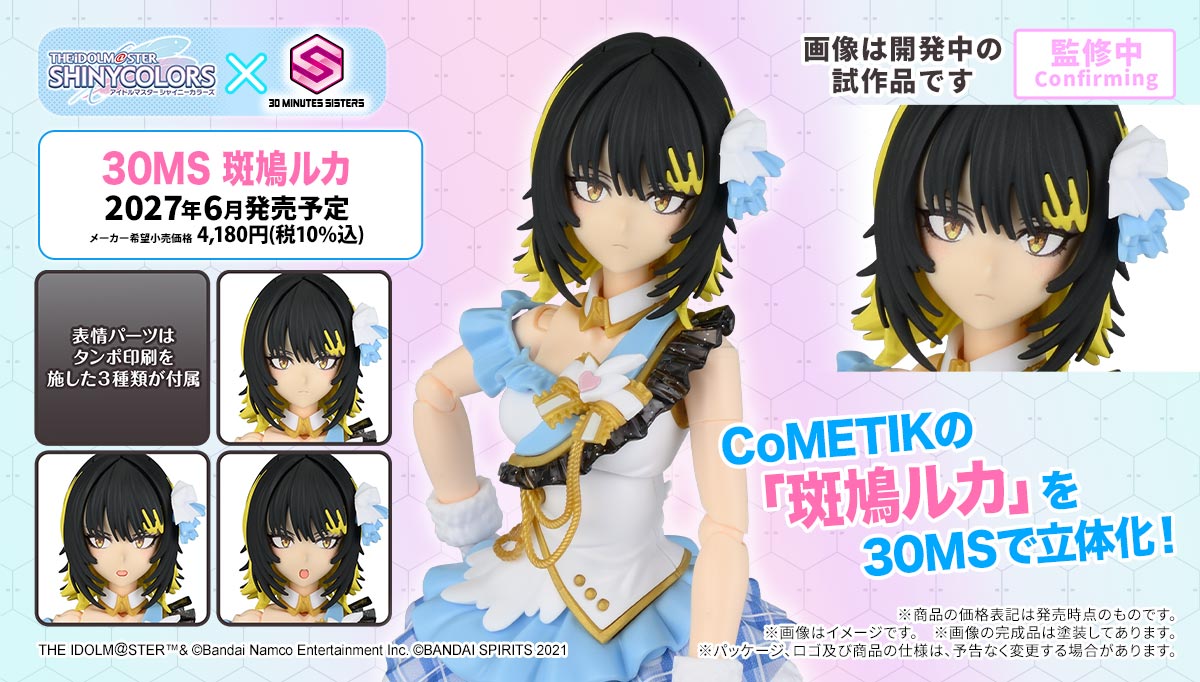 THE IDOLM@STER
SHINYCOLORS
アイドルマスター シャイニーカラーズ
×
S
30 MINUTES SISTERS
画像は開発中の
試作品です
監修中
Confirming
30MS 斑鳩ルカ
2027年6月発売予定
メーカー希望小売価格 4,180円(税10%込)
表情パーツは
タンポ印刷を
施した3種類が付属
CoMETIKの
「斑鳩ルカ」を
30MSで立体化!
※商品の価格表記は発売時点のものです。
※画像はイメージです。 ※画像の完成品は塗装してあります。
※パッケージ、ロゴ及び商品の仕様は、予告なく変更する場合があります。
THE IDOLM@STER™& ©Bandai Namco Entertainment Inc. ©BANDAI SPIRITS 2021